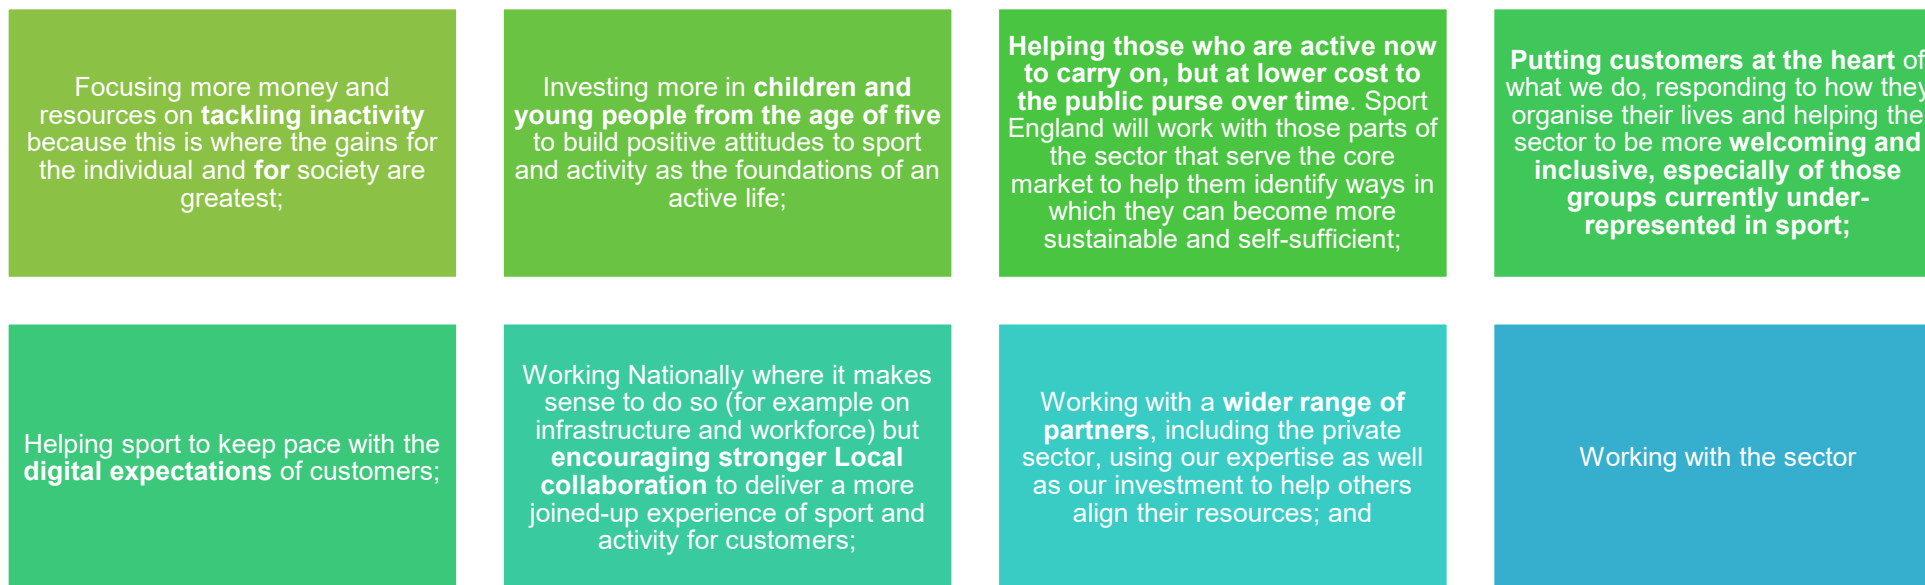 Focusing more money and
resources on tackling inactivity
because this is where the gains for
the individual and for society are
greatest;
Investing more in children and
young people from the age of five
to build positive attitudes to sport
and activity as the foundations of an
active life;
Helping those who are active now
to carry on, but at lower cost to
the public purse over time. Sport
England will work with those parts of
the sector that serve the core
market to help them identify ways in
which they can become more
sustainable and self-sufficient;
Putting customers at the heart of
what we do, responding to how they
organise their lives and helping the
sector to be more welcoming and
inclusive, especially of those
groups currently under-
represented in sport;
Helping sport to keep pace with the
digital expectations of customers;
Working Nationally where it makes
sense to do so (for example on
infrastructure and workforce) but
encouraging stronger Local
collaboration to deliver a more
joined-up experience of sport and
activity for customers;
Working with a wider range of
partners, including the private
sector, using our expertise as well
as our investment to help others
align their resources; and
Working with the sector